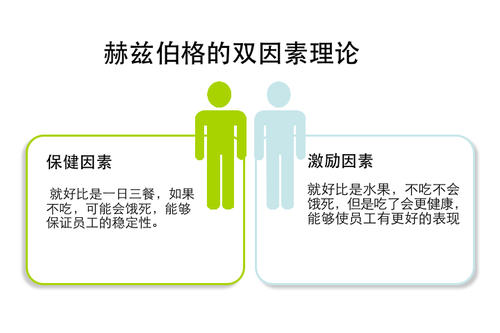 赫兹伯格的双因素理论
保健因素
就好比是一日三餐，如果
不吃，可能会饿死，能够
保证员工的稳定性。
激励因素
就好比是水果，不吃不会
饿死，但是吃了会更健康，
能够使员工有更好的表现